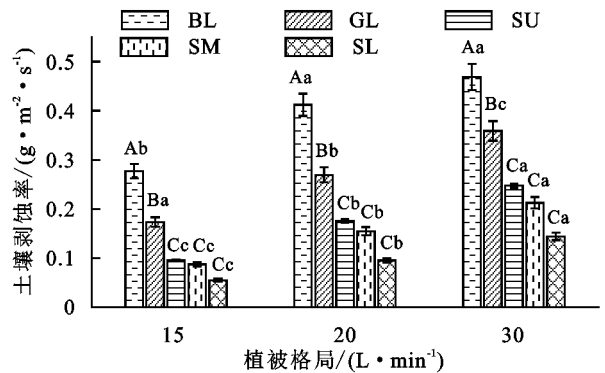 BL GL SU
SM SL
土壤剥蚀率/(g·m⁻²·s⁻¹)
0.5
0.4
0.3
0.2
0.1
0
Ab Ba Cc Cc Cc
Aa Bb Cb Cb Cb
Aa Bc Ca Ca Ca
15 20 30
植被格局/(L·min⁻¹)